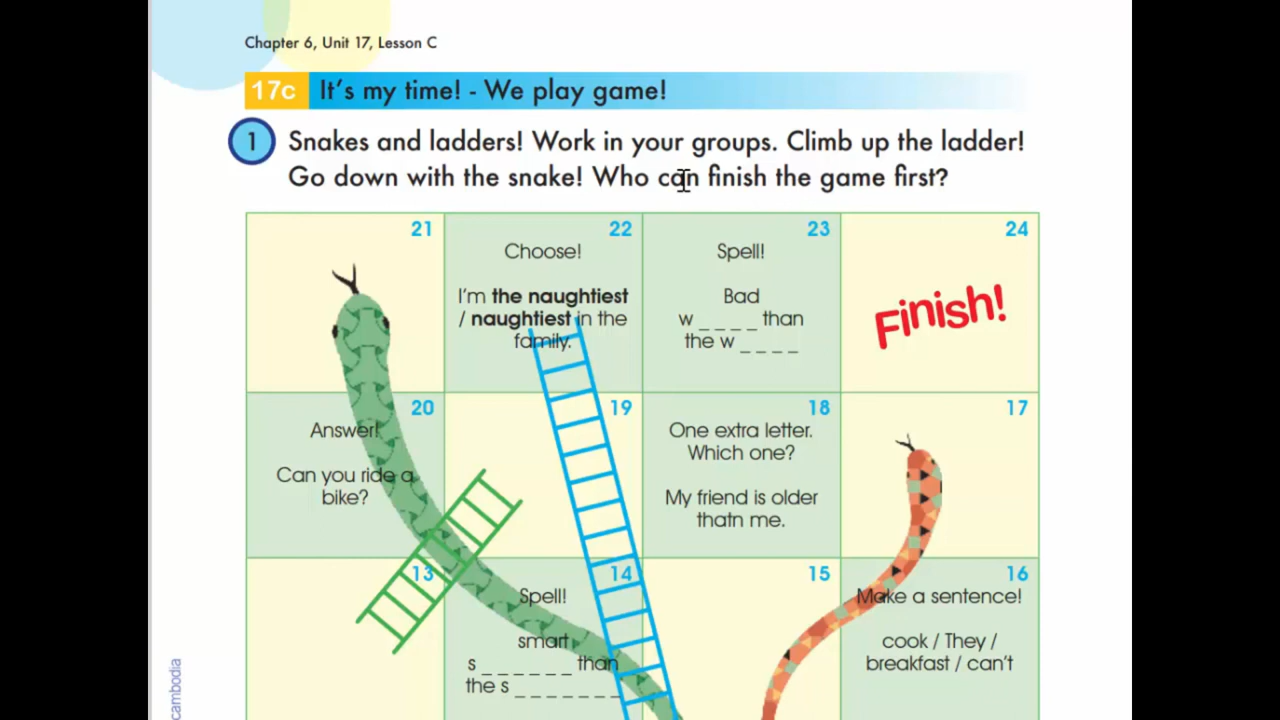 Chapter 6, Unit 17, Lesson C
17c It's my time! - We play game!
1 Snakes and ladders! Work in your groups. Climb up the ladder!
Go down with the snake! Who can finish the game first?
21
22
Choose!
I'm the naughtiest
/ naughtiest in the
family.
23
Spell!
Bad
w _ _ _ _ than
the w _ _ _ _
24
Finish!
20
Answer!
Can you ride a
bike?
19
18
One extra letter.
Which one?
My friend is older
thatn me.
17
13
14
Spell!
smart
s _ _ _ _ _ _ than
the s _ _ _ _ _ _ _
15
16
Make a sentence!
cook / They /
breakfast / can't
cambodia